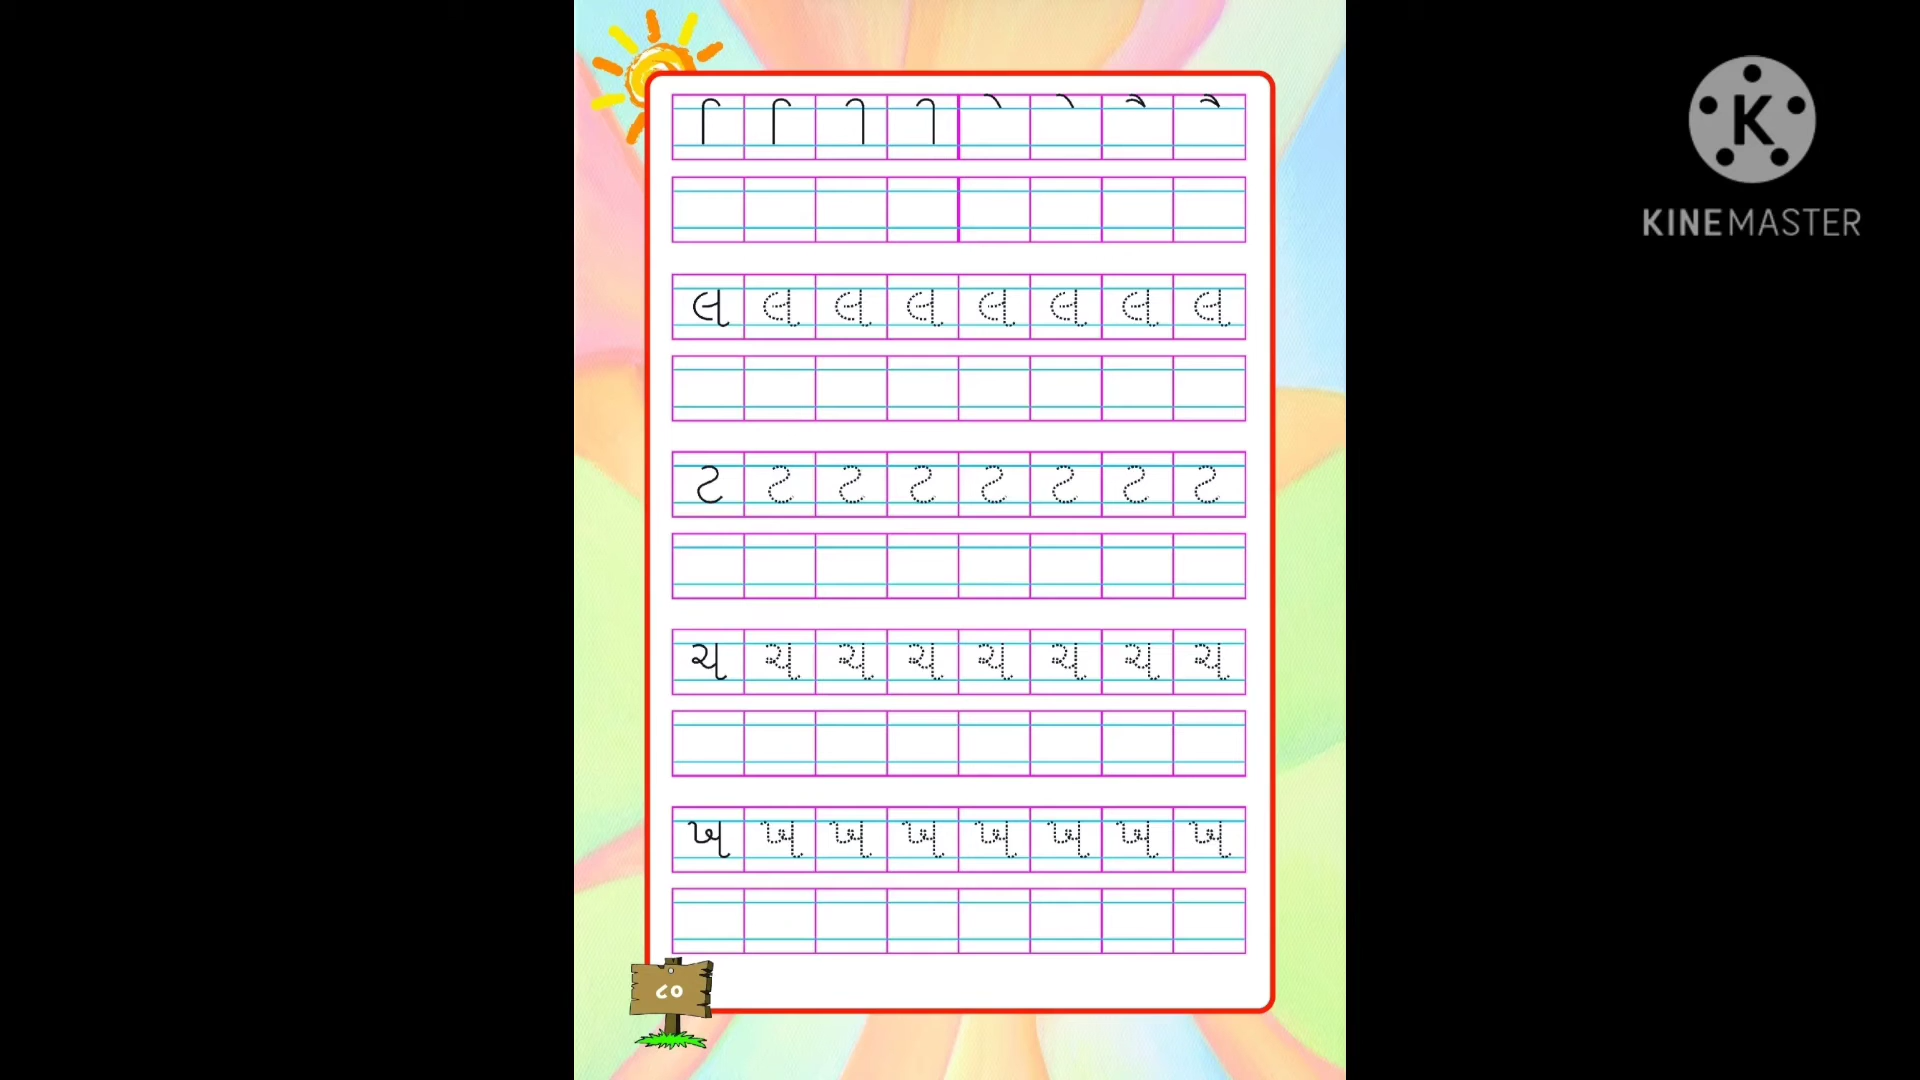 િ િ ી ી ે ે ૈ ૈ
લ લ લ લ લ લ લ લ
ટ ટ ટ ટ ટ ટ ટ ટ
ચ ચ ચ ચ ચ ચ ચ ચ
ખ ખ ખ ખ ખ ખ ખ ખ
૮૦
K
KINEMASTER